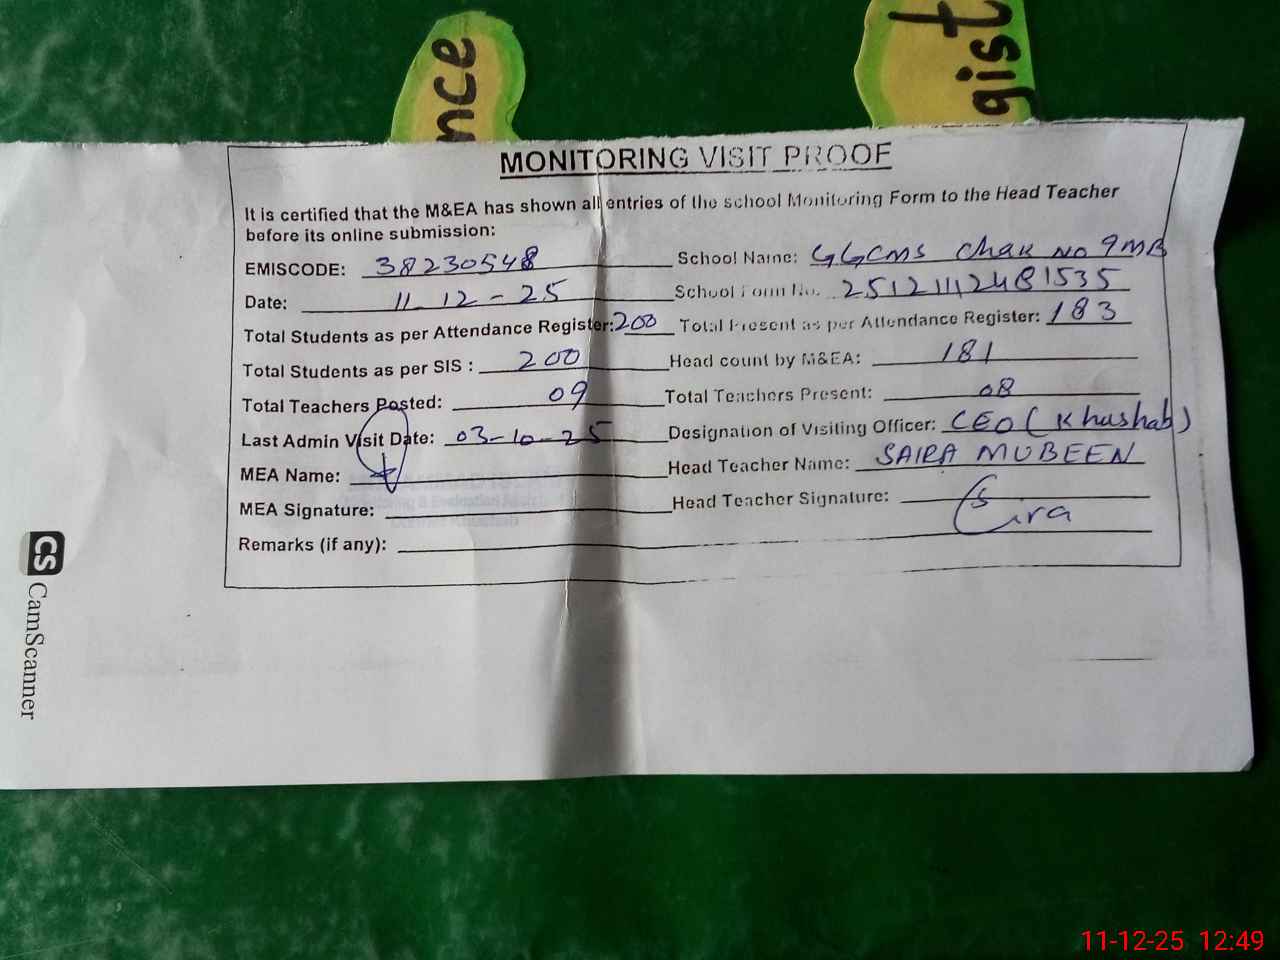 nce
gist
MONITORING VISIT PROOF
It is certified that the M&EA has shown all entries of the school Monitoring Form to the Head Teacher
before its online submission:
EMISCODE: 38230548 School Name: GGCMS Chak No 9MB
Date: 11-12-25 School Form No. 25121112481535
Total Students as per Attendance Register: 200 Total Present as per Attendance Register: 183
Total Students as per SIS : 200 Head count by M&EA: 181
Total Teachers Posted: 09 Total Teachers Present: 08
Last Admin Visit Date: 03-10-25 Designation of Visiting Officer: CEO (Khushab)
MEA Name: Head Teacher Name: SAIRA MUBEEN
MEA Signature: Head Teacher Signature:
Remarks (if any):
CS CamScanner
11-12-25 12:49